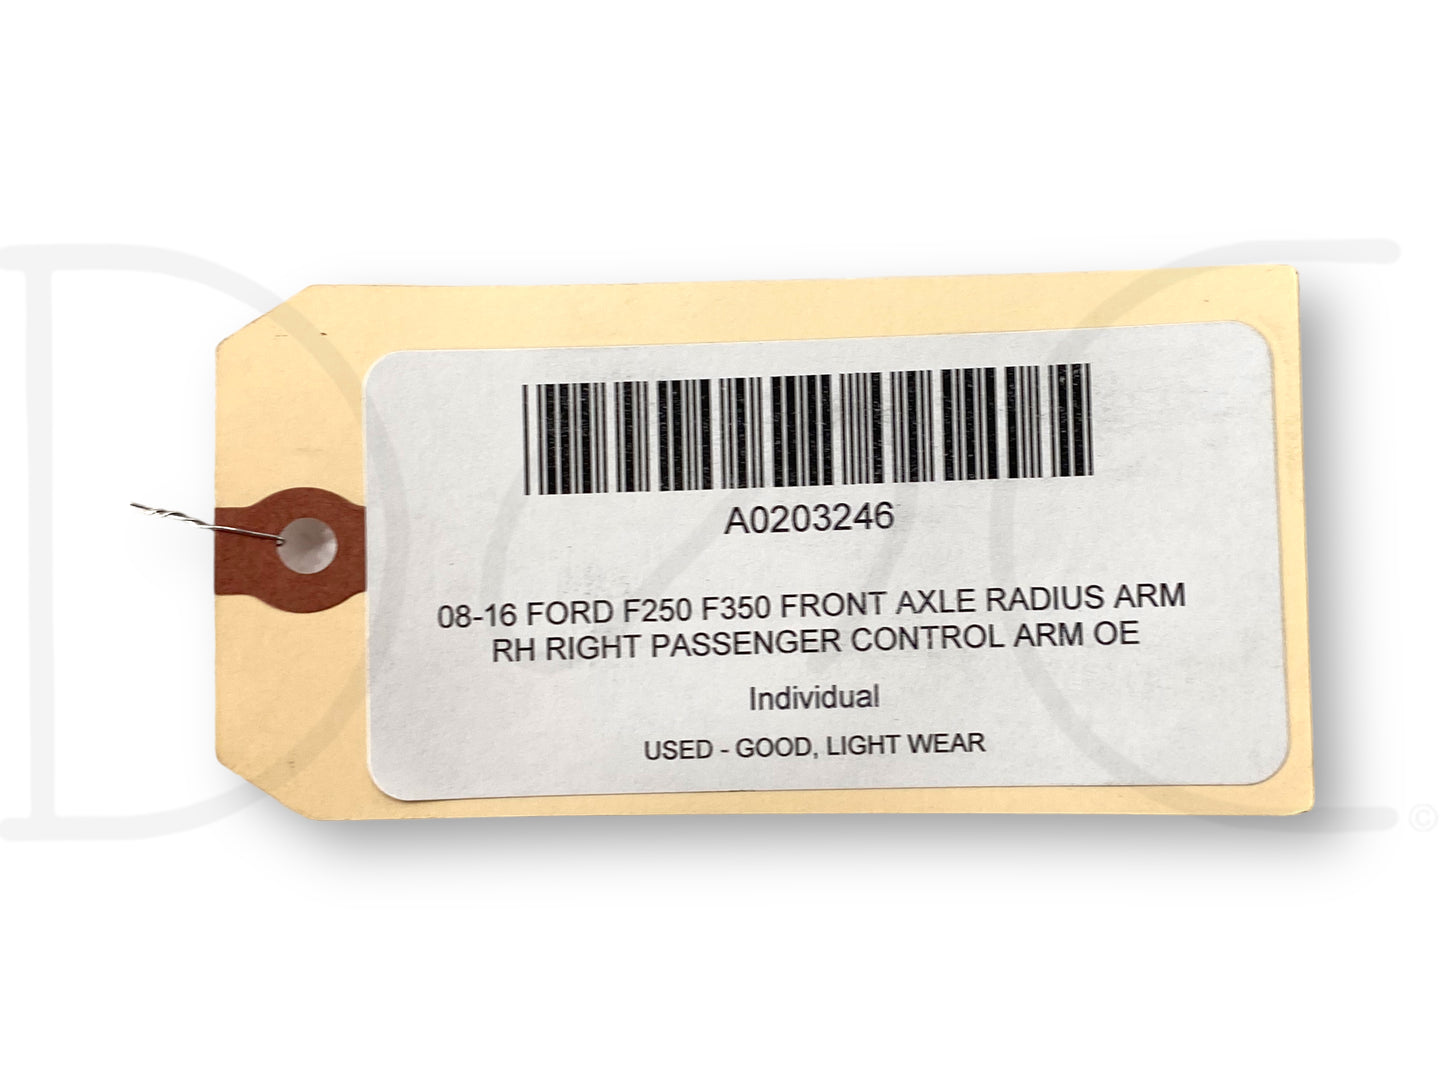 A0203246
08-16 FORD F250 F350 FRONT AXLE RADIUS ARM
RH RIGHT PASSENGER CONTROL ARM OE
Individual
USED - GOOD, LIGHT WEAR
D C
©